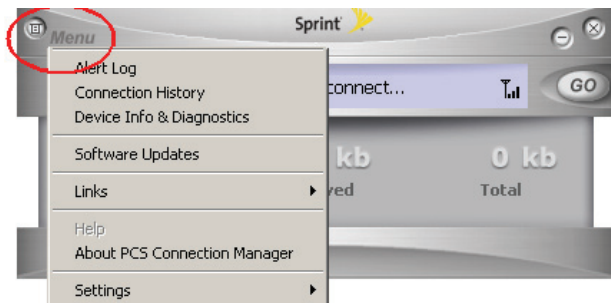 Sprint
Menu
Alert Log
Connection History
Device Info & Diagnostics
Software Updates
Links
Help
About PCS Connection Manager
Settings
connect...
GO
kb
0 kb
ved
Total